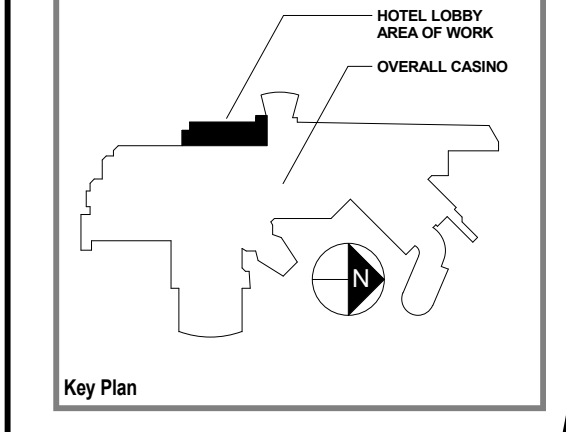 HOTEL LOBBY
AREA OF WORK
OVERALL CASINO
N
Key Plan